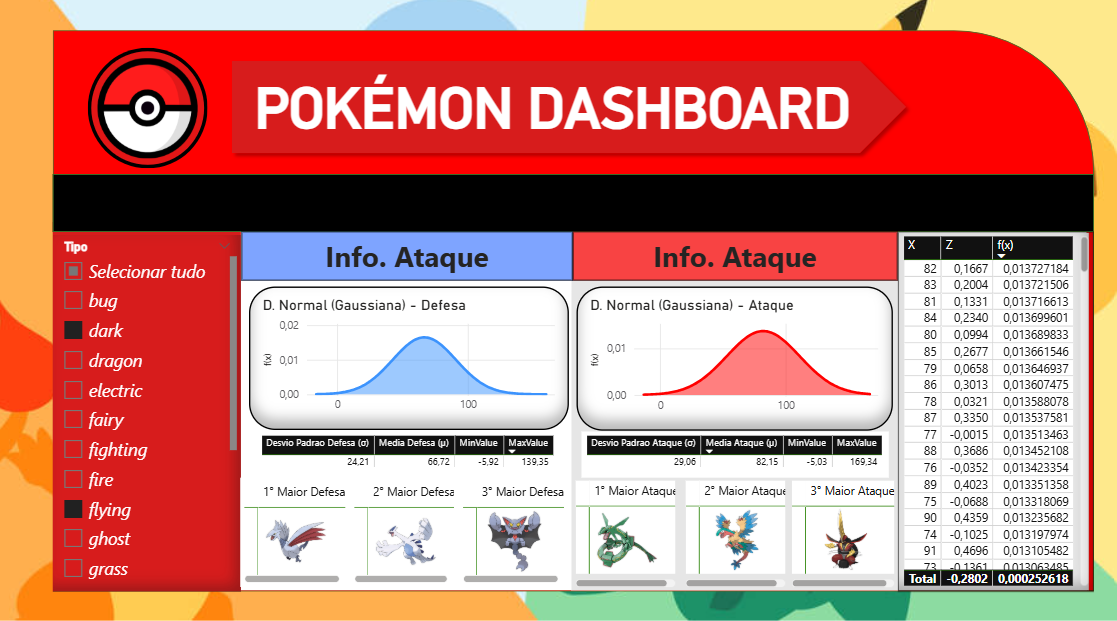 POKÉMON DASHBOARD
Tipo
Selecionar tudo
bug
dark
dragon
electric
fairy
fighting
fire
flying
ghost
grass
Info. Ataque
D. Normal (Gaussiana) - Defesa
0,02
0,01
0,00
f(x)
0
100
Desvio Padrao Defesa (σ) Media Defesa (μ) MinValue MaxValue
24,21 66,72 -5,92 139,35
1° Maior Defesa
2° Maior Defesa
3° Maior Defesa
Info. Ataque
D. Normal (Gaussiana) - Ataque
0,01
0,00
f(x)
0
100
Desvio Padrao Ataque (σ) Media Ataque (μ) MinValue MaxValue
29,06 82,15 -5,03 169,34
1° Maior Ataque
2° Maior Ataque
3° Maior Ataque
X Z f(x)
82 0,1667 0,013727184
83 0,2004 0,013721506
81 0,1331 0,013716613
84 0,2340 0,013699601
80 0,0994 0,013689833
85 0,2677 0,013661546
79 0,0658 0,013646937
86 0,3013 0,013607475
78 0,0321 0,013588078
87 0,3350 0,013537581
77 -0,0015 0,013513463
88 0,3686 0,013452108
76 -0,0352 0,013423354
89 0,4023 0,013351358
75 -0,0688 0,013318069
90 0,4359 0,013235682
74 -0,1025 0,013197974
91 0,4696 0,013105482
73 -0,1361 0,013063485
Total -0,2802 0,000252618